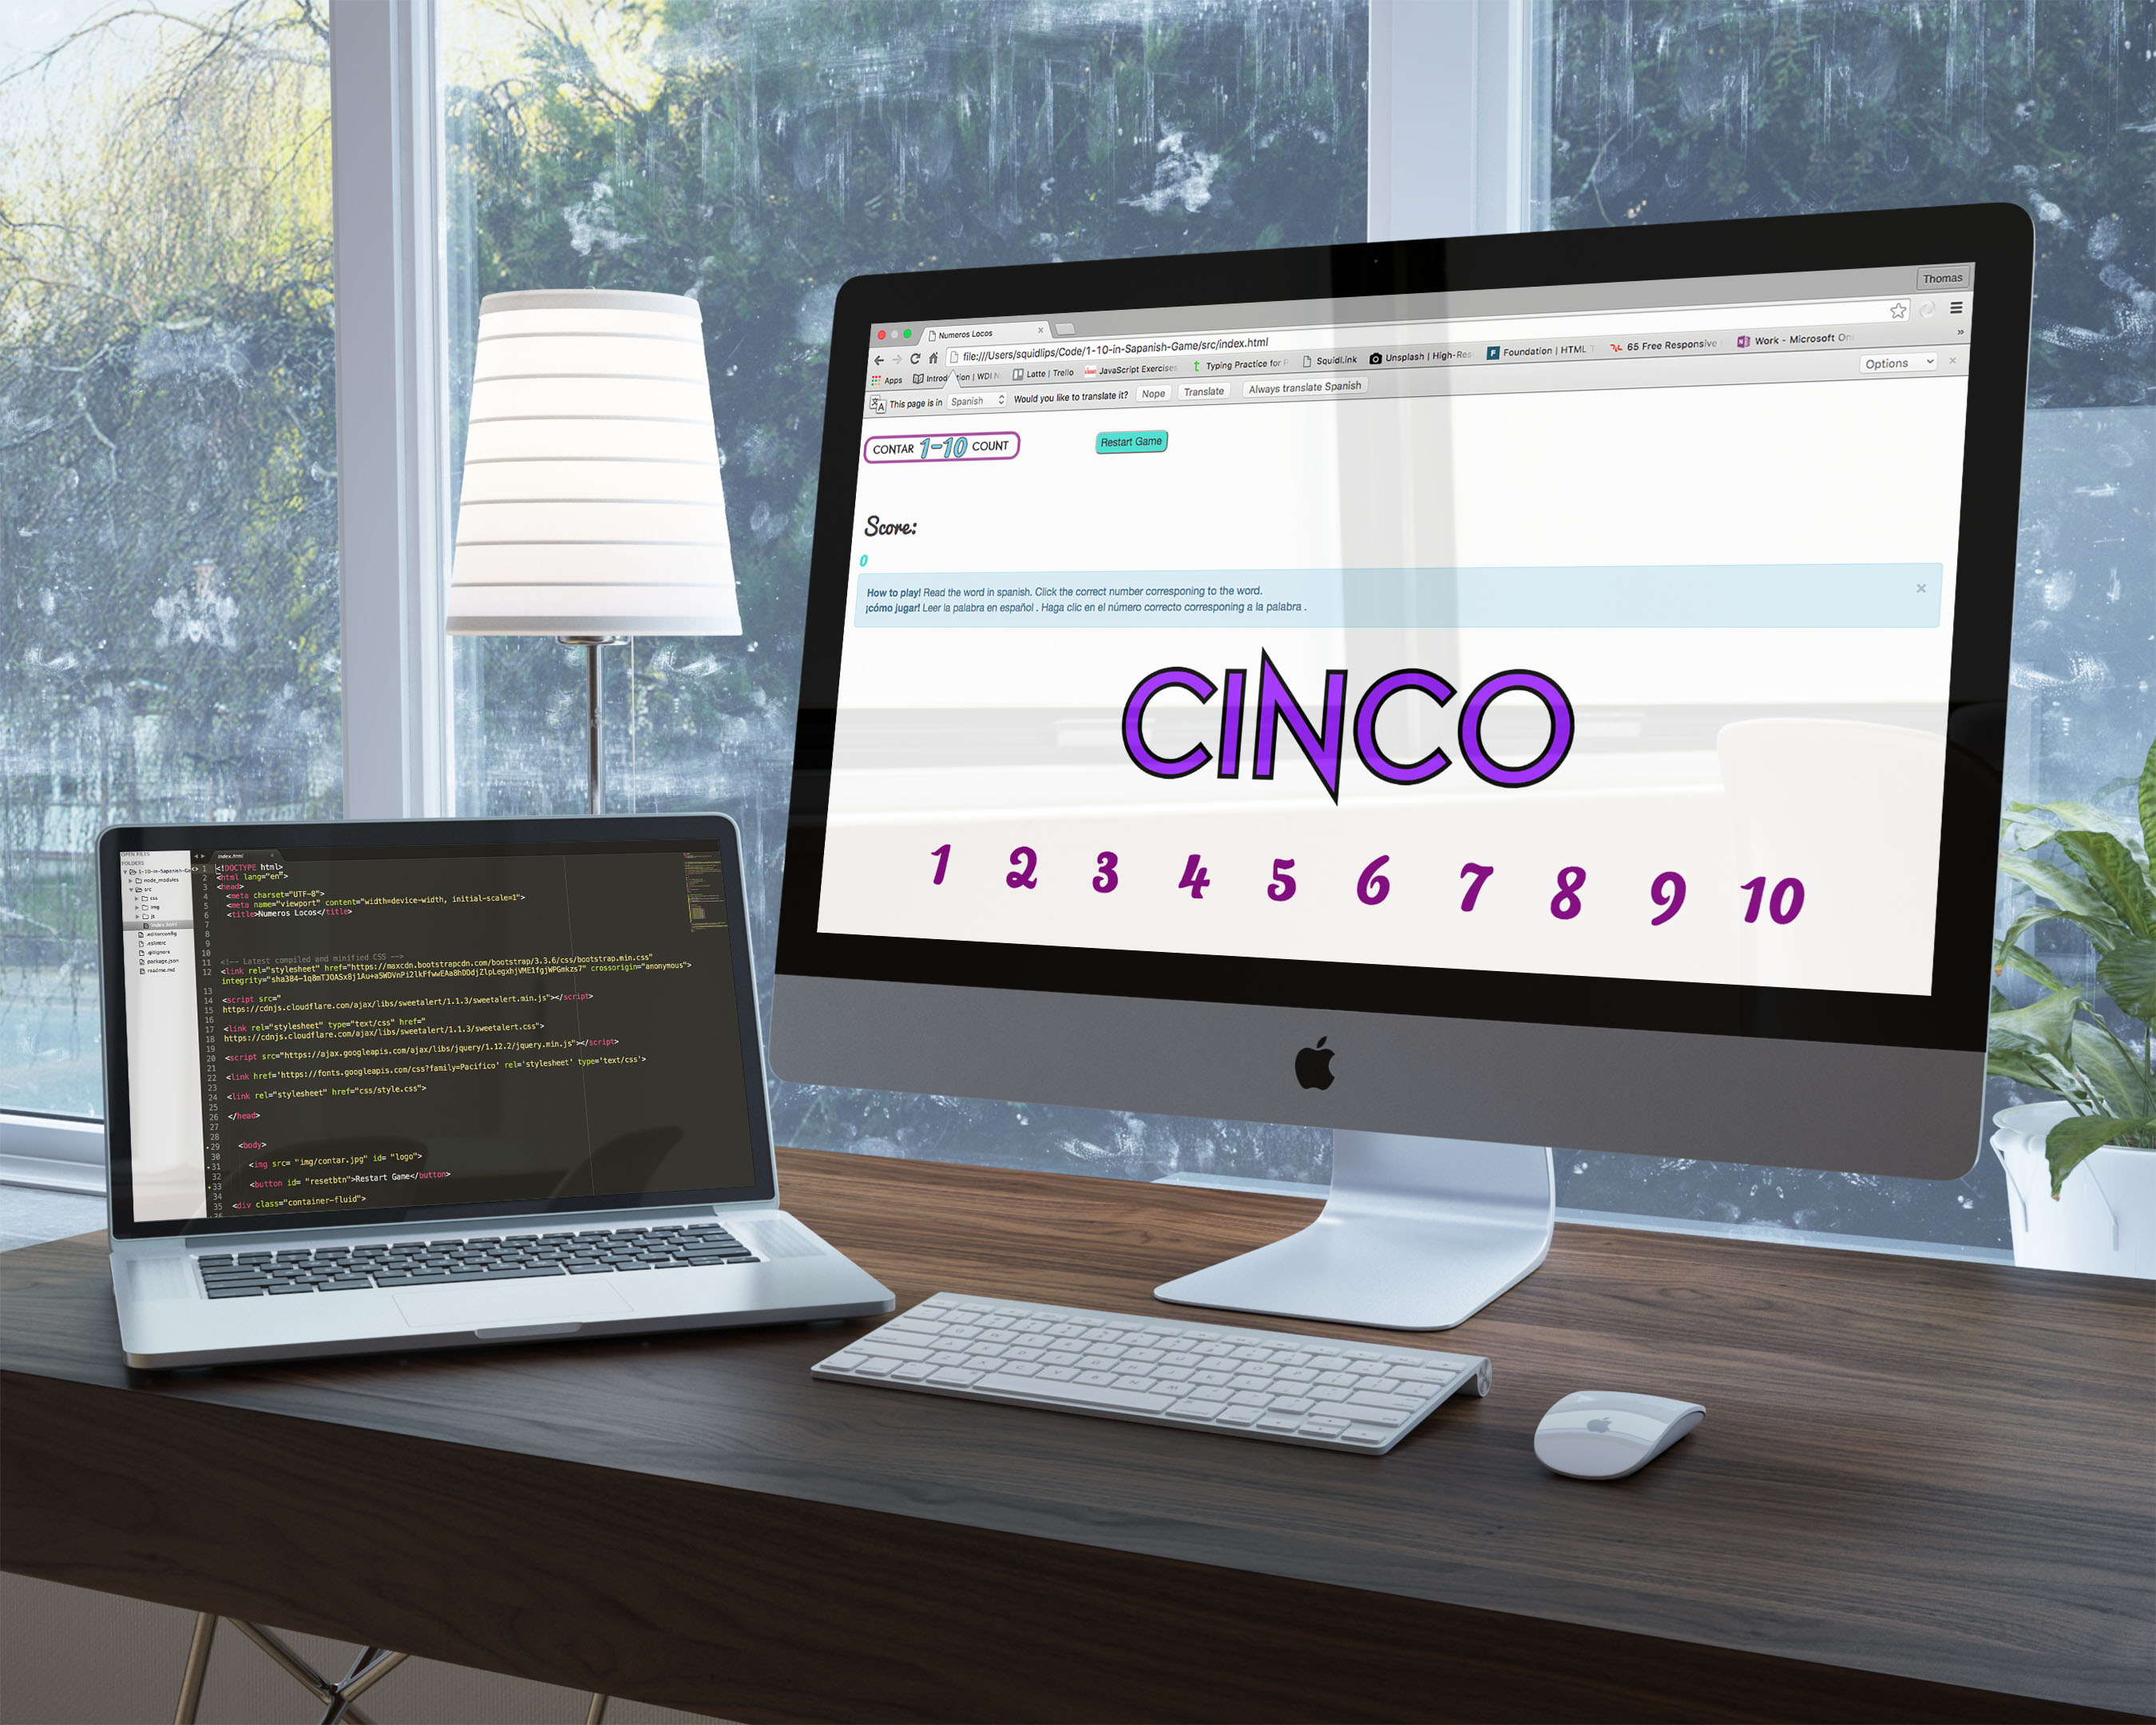 Thomas
Numeros Locos
file:///Users/squidlips/Code/1-10-in-Sapanish-Game/src/index.html
Apps Introduction | WDI Latte | Trello JavaScript Exercises Typing Practice for Squidl.ink Unsplash | High-Res Foundation | HTML 65 Free Responsive Work - Microsoft On
This page is in Spanish Would you like to translate it? Nope Translate Always translate Spanish Options
CONTAR 1-10 COUNT Restart Game
Score:
0
How to play! Read the word in spanish. Click the correct number corresponing to the word.
¡cómo jugar! Leer la palabra en español . Haga clic en el número correcto corresponing a la palabra .
CINCO
1 2 3 4 5 6 7 8 9 10
OPEN FILES
FOLDERS
1-10-in-Sapanish-Ga
node_modules
src
css
img
js
index.html
.editorconfig
.eslintrc
.gitignore
package.json
readme.md
index.html
1 <!DOCTYPE html>
2 <html lang="en">
3 <head>
4 <meta charset="UTF-8">
5 <meta name="viewport" content="width=device-width, initial-scale=1">
6 <title>Numeros Locos</title>
7
8
9
10
11 <!-- Latest compiled and minified CSS -->
12 <link rel="stylesheet" href="https://maxcdn.bootstrapcdn.com/bootstrap/3.3.6/css/bootstrap.min.css"
integrity="sha384-1q8mTJOASx8j1Au+a5WDVnPi2lkFfwwEAa8hDDdjZlpLegxhjVME1fgjWPGmkzs7" crossorigin="anonymous">
13
14 <script src="
15 https://cdnjs.cloudflare.com/ajax/libs/sweetalert/1.1.3/sweetalert.min.js"></script>
16
17 <link rel="stylesheet" type="text/css" href="
18 https://cdnjs.cloudflare.com/ajax/libs/sweetalert/1.1.3/sweetalert.css">
19
20 <script src="https://ajax.googleapis.com/ajax/libs/jquery/1.12.2/jquery.min.js"></script>
21
22 <link href='https://fonts.googleapis.com/css?family=Pacifico' rel='stylesheet' type='text/css'>
23
24 <link rel="stylesheet" href="css/style.css">
25
26 </head>
27
28
29 <body>
30
31 <img src= "img/contar.jpg" id= "logo">
32
33 <button id= "resetbtn">Restart Game</button>
34
35 <div class="container-fluid">